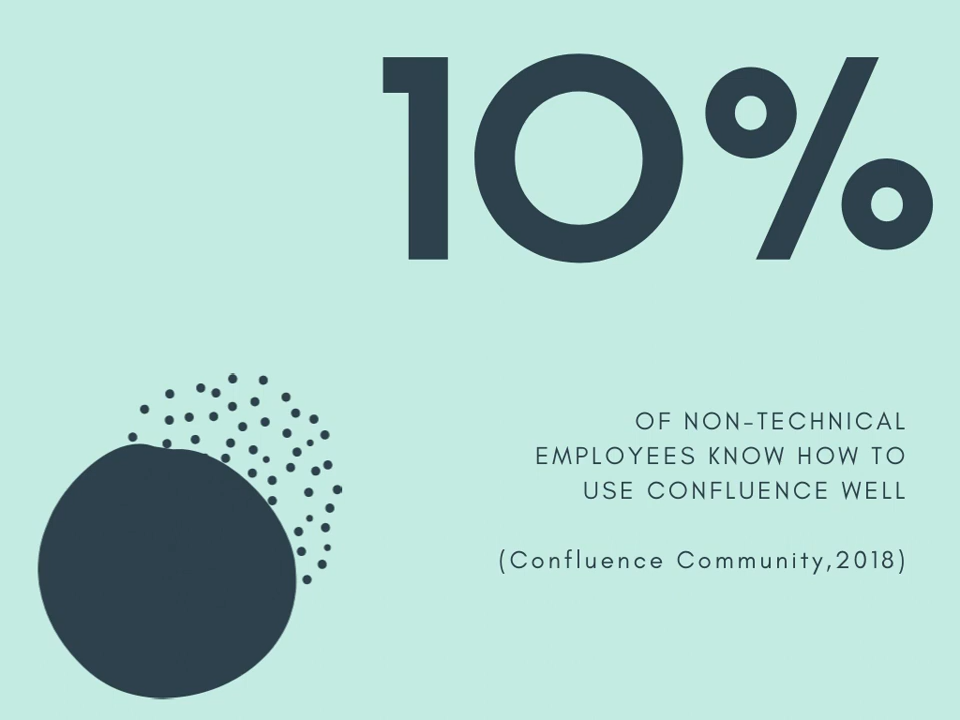 10%
OF NON-TECHNICAL
EMPLOYEES KNOW HOW TO
USE CONFLUENCE WELL
(Confluence Community,2018)